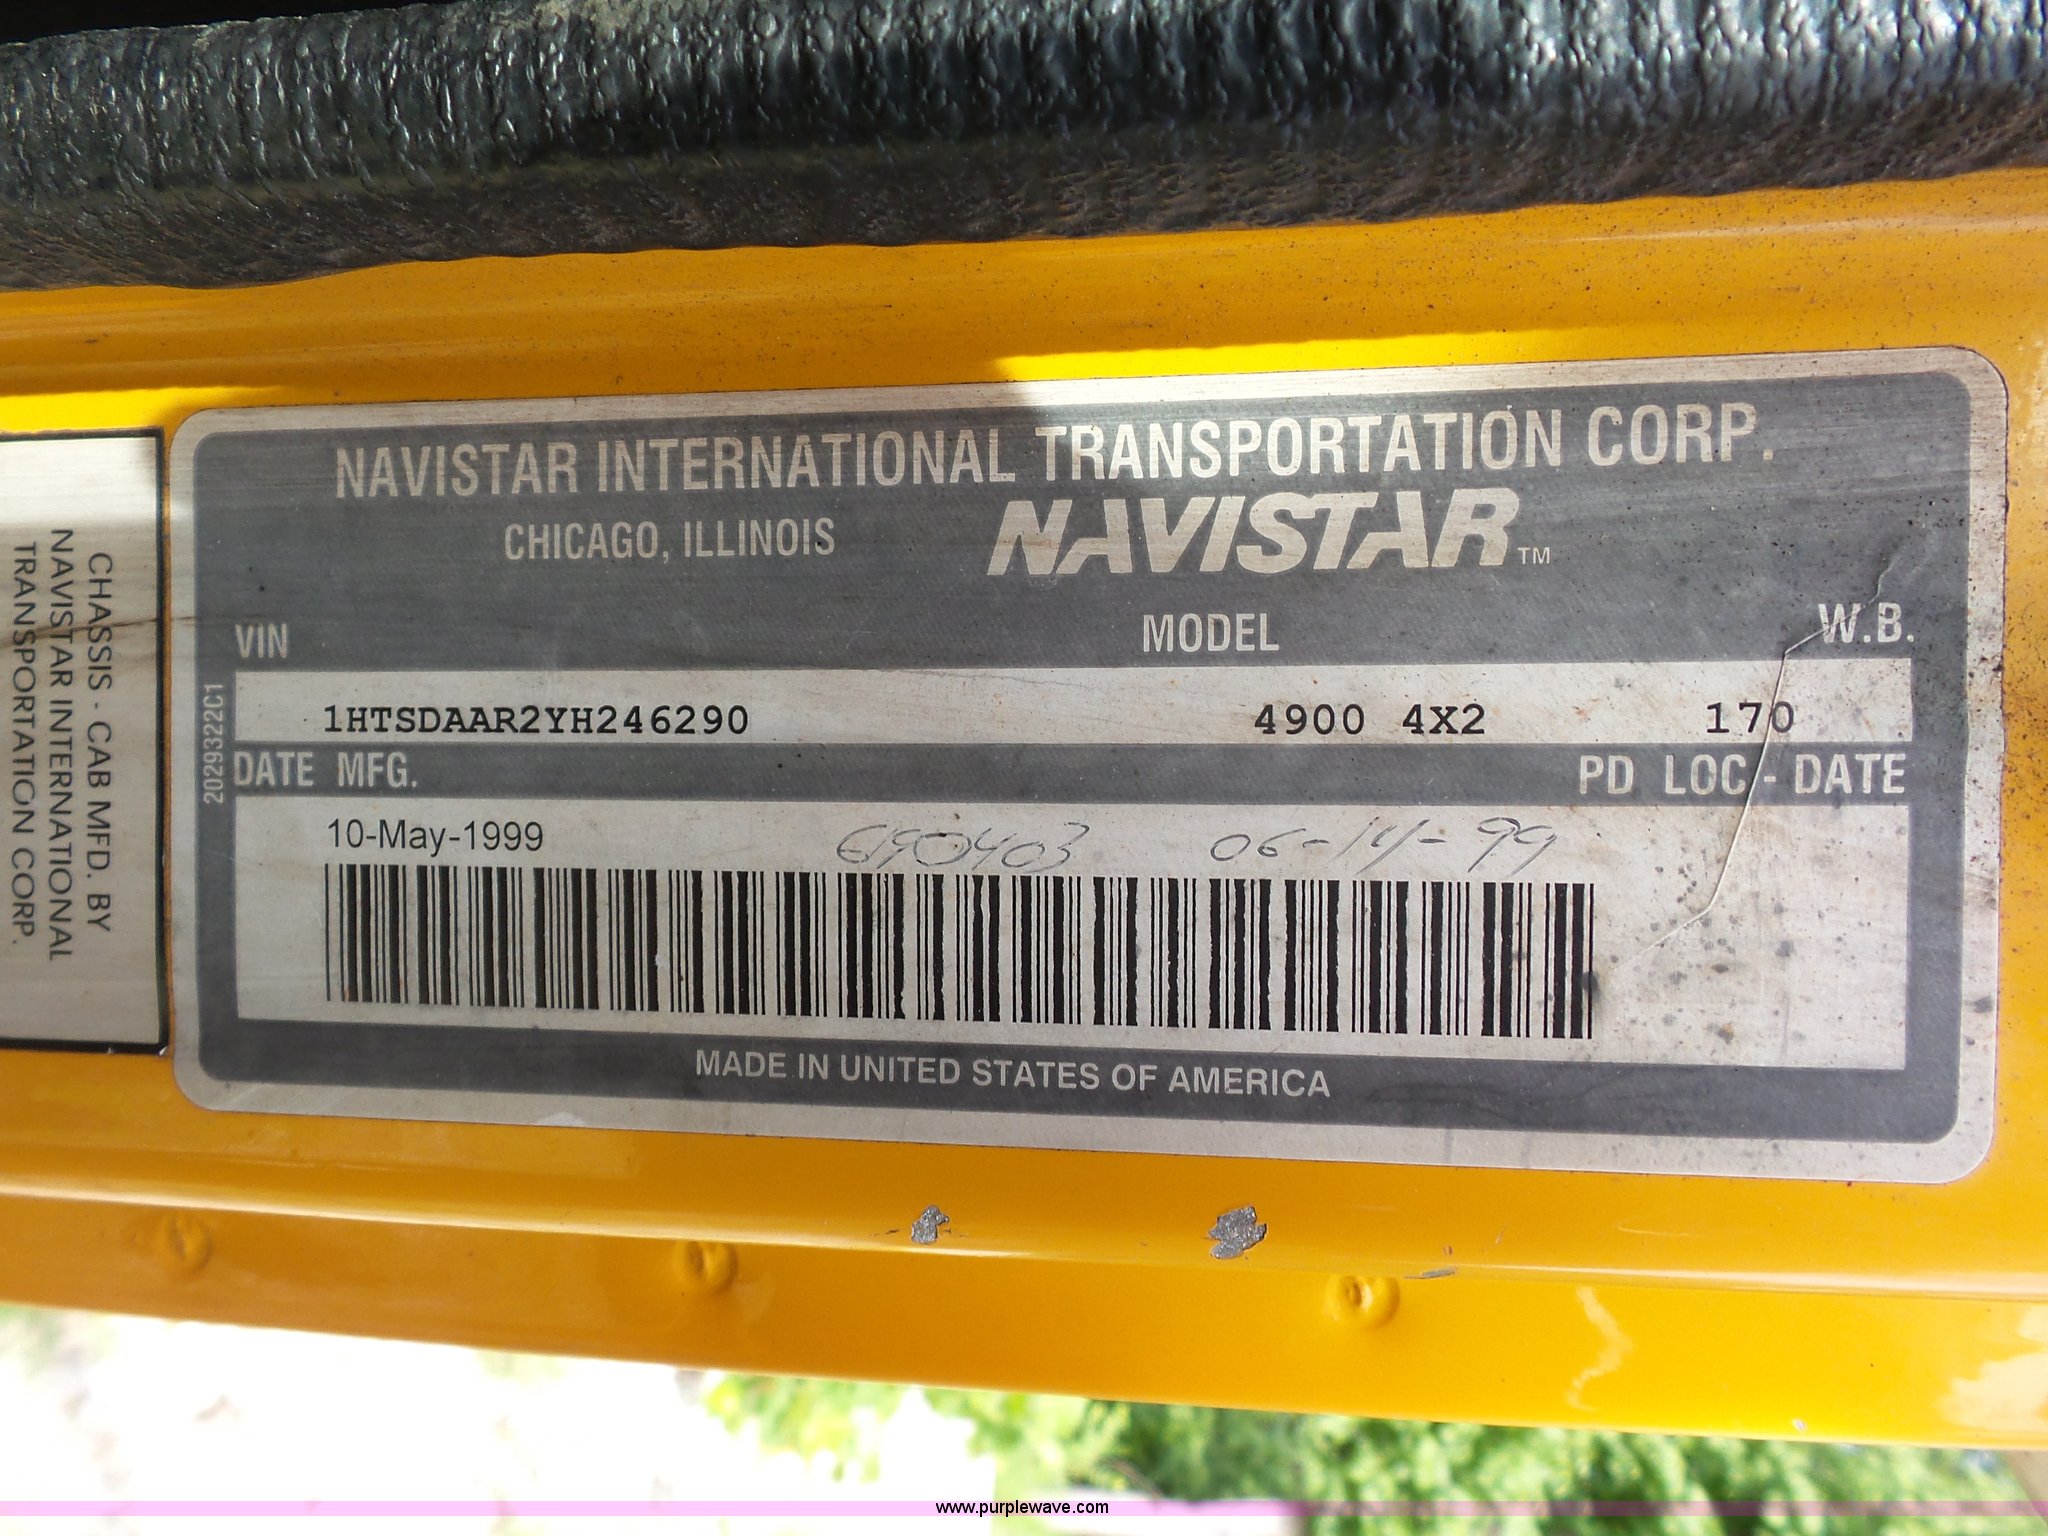 NAVISTAR INTERNATIONAL TRANSPORTATION CORP.
CHICAGO, ILLINOIS NAVISTAR™
VIN MODEL W.B.
1HTSDAAR2YH246290 4900 4X2 170
DATE MFG. PD LOC - DATE
10-May-1999 6190403 06-14-99
MADE IN UNITED STATES OF AMERICA
2029322C1
CHASSIS - CAB MFD. BY
NAVISTAR INTERNATIONAL
TRANSPORTATION CORP.
www.purplewave.com